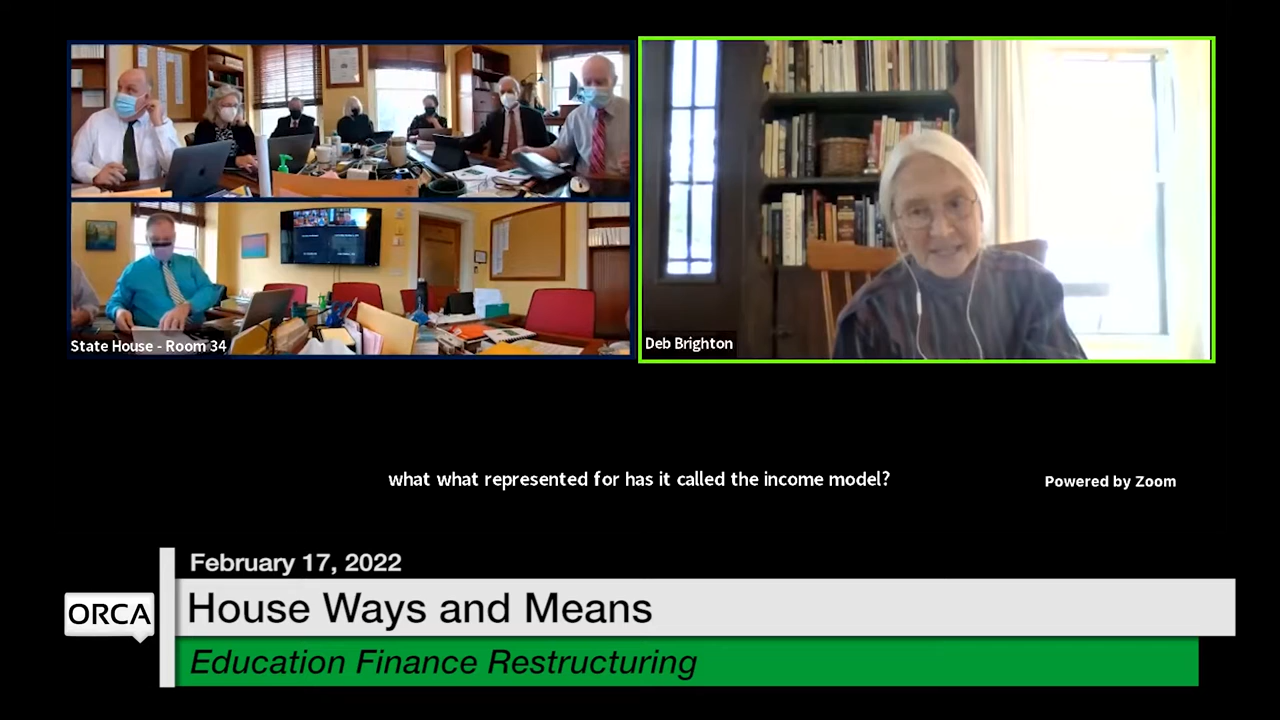 State House - Room 34
Deb Brighton
what what represented for has it called the income model?
Powered by Zoom
February 17, 2022
ORCA
House Ways and Means
Education Finance Restructuring